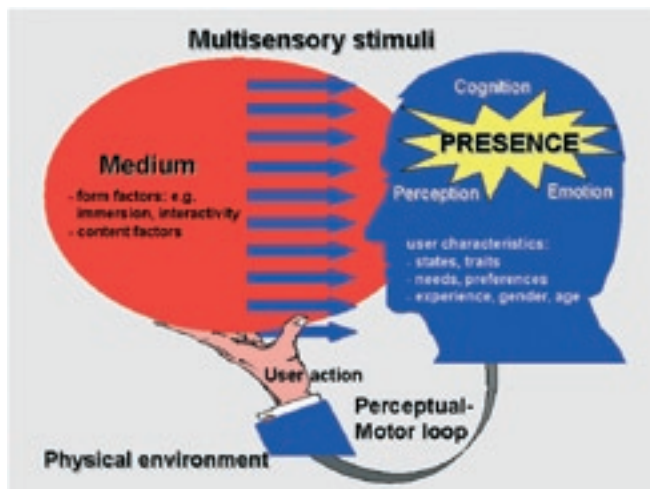 Multisensory stimuli
Cognition
PRESENCE
Perception
Emotion
Medium
- form factors: e.g.
immersion, interactivity
- content factors
user characteristics:
- states, traits
- needs, preferences
- experience, gender, age
User action
Perceptual-
Motor loop
Physical environment